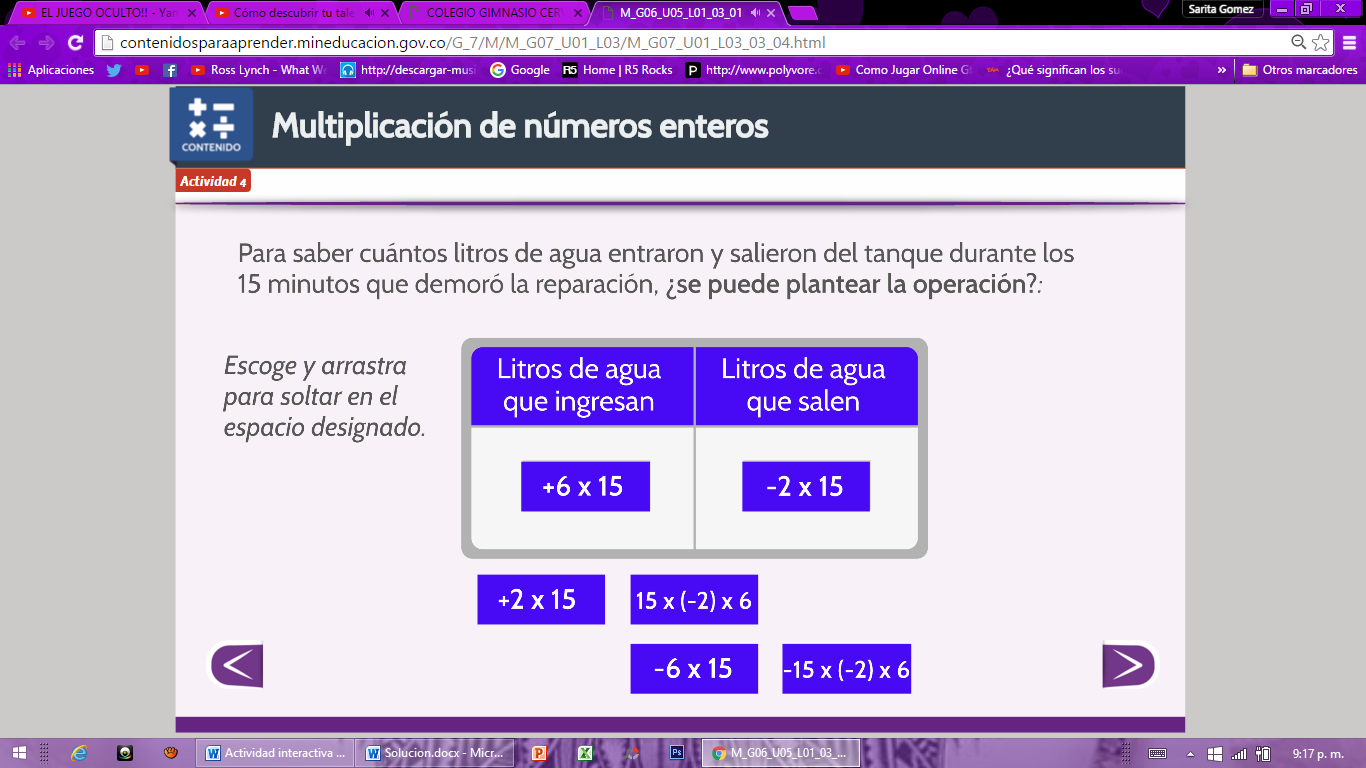 EL JUEGO OCULTO!! - Yan
Cómo descubrir tu tale
COLEGIO GIMNASIO CER
M_G06_U05_L01_03_01
Sarita Gomez
contenidosparaaprender.mineducacion.gov.co/G_7/M/M_G07_U01_L03/M_G07_U01_L03_03_04.html
Aplicaciones
Ross Lynch - What W
http://descargar-mus
Google
R5 Home | R5 Rocks
P http://www.polyvore.c
Como Jugar Online G
¿Qué significan los su
» Otros marcadores
CONTENIDO
Multiplicación de números enteros
Actividad 4
Para saber cuántos litros de agua entraron y salieron del tanque durante los
15 minutos que demoró la reparación, ¿se puede plantear la operación?:
Escoge y arrastra
para soltar en el
espacio designado.
Litros de agua
que ingresan
Litros de agua
que salen
+6 x 15
-2 x 15
+2 x 15
15 x (-2) x 6
-6 x 15
-15 x (-2) x 6
Actividad interactiva ...
Solucion.docx - Micr...
M_G06_U05_L01_03_...
9:17 p. m.